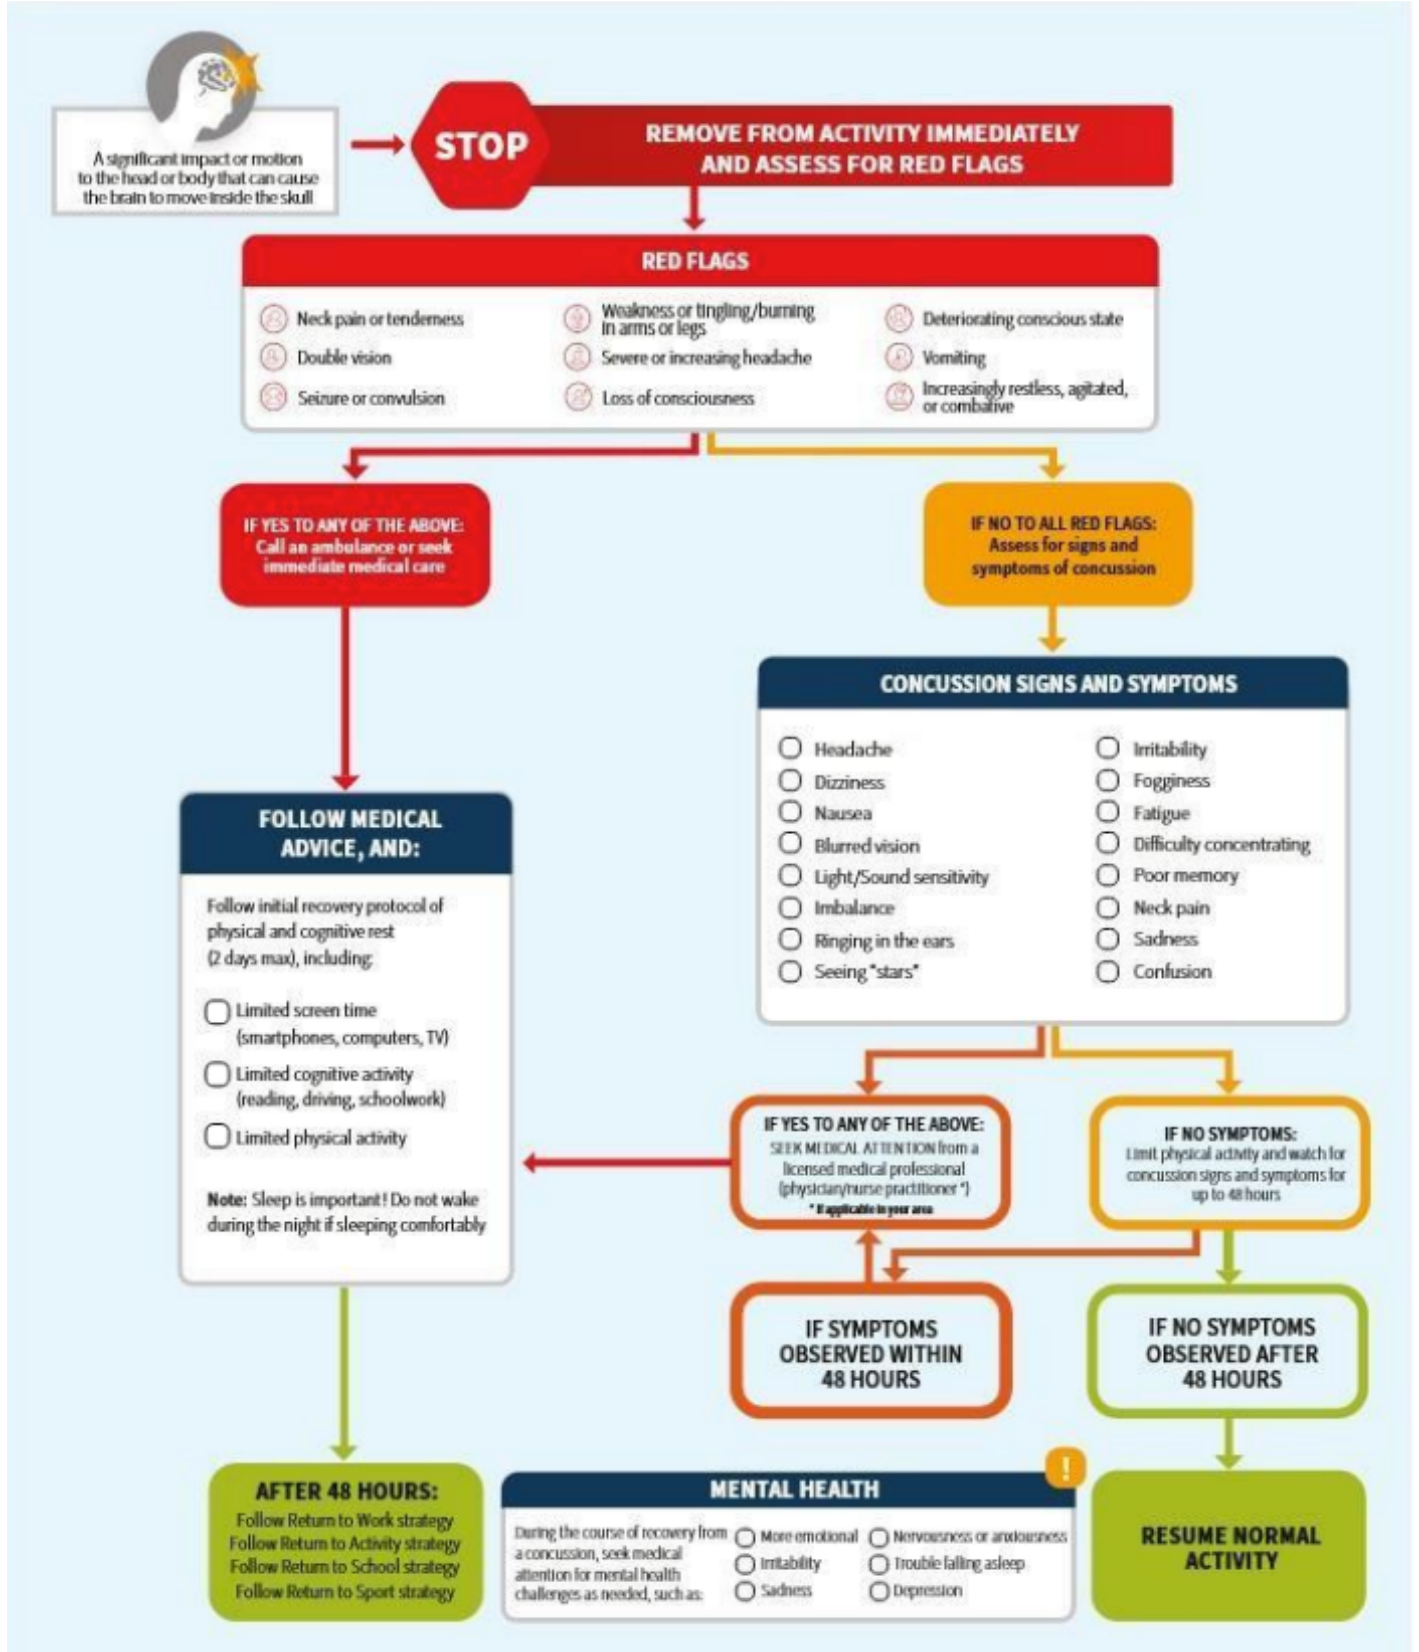 A significant impact or motion
to the head or body that can cause
the brain to move inside the skull
STOP
REMOVE FROM ACTIVITY IMMEDIATELY
AND ASSESS FOR RED FLAGS
RED FLAGS
Neck pain or tenderness
Double vision
Seizure or convulsion
Weakness or tingling/burning
in arms or legs
Severe or increasing headache
Loss of consciousness
Deteriorating conscious state
Vomiting
Increasingly restless, agitated,
or combative
IF YES TO ANY OF THE ABOVE:
Call an ambulance or seek
immediate medical care
IF NO TO ALL RED FLAGS:
Assess for signs and
symptoms of concussion
CONCUSSION SIGNS AND SYMPTOMS
Headache
Dizziness
Nausea
Blurred vision
Light/Sound sensitivity
Imbalance
Ringing in the ears
Seeing "stars"
Irritability
Fogginess
Fatigue
Difficulty concentrating
Poor memory
Neck pain
Sadness
Confusion
FOLLOW MEDICAL
ADVICE, AND:
Follow initial recovery protocol of
physical and cognitive rest
(2 days max), including:
Limited screen time
(smartphones, computers, TV)
Limited cognitive activity
(reading, driving, schoolwork)
Limited physical activity
Note: Sleep is important! Do not wake
during the night if sleeping comfortably
IF YES TO ANY OF THE ABOVE:
SEEK MEDICAL ATTENTION from a
licensed medical professional
(physician/nurse practitioner *)
* If applicable in your area
IF NO SYMPTOMS:
Limit physical activity and watch for
concussion signs and symptoms for
up to 48 hours
IF SYMPTOMS
OBSERVED WITHIN
48 HOURS
IF NO SYMPTOMS
OBSERVED AFTER
48 HOURS
AFTER 48 HOURS:
Follow Return to Work strategy
Follow Return to Activity strategy
Follow Return to School strategy
Follow Return to Sport strategy
!
MENTAL HEALTH
During the course of recovery from
a concussion, seek medical
attention for mental health
challenges as needed, such as:
More emotional
Irritability
Sadness
Nervousness or anxiousness
Trouble falling asleep
Depression
RESUME NORMAL
ACTIVITY